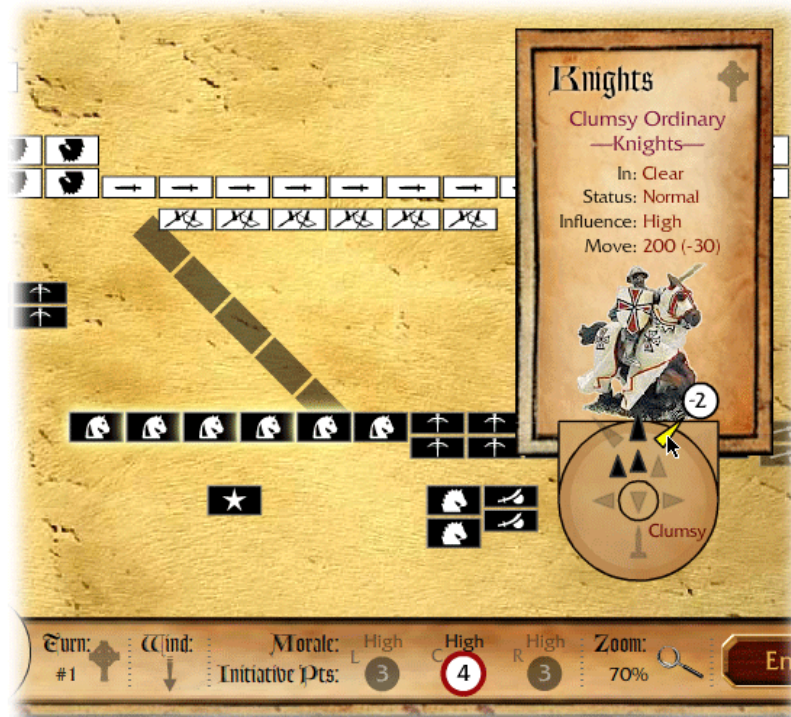 Knights
Clumsy Ordinary
—Knights—
In: Clear
Status: Normal
Influence: High
Move: 200 (-30)
-2
Clumsy
Turn:
#1
Wind:
Morale:
Initiative Pts:
L
High
3
C
High
4
R
High
3
Zoom:
70%
En